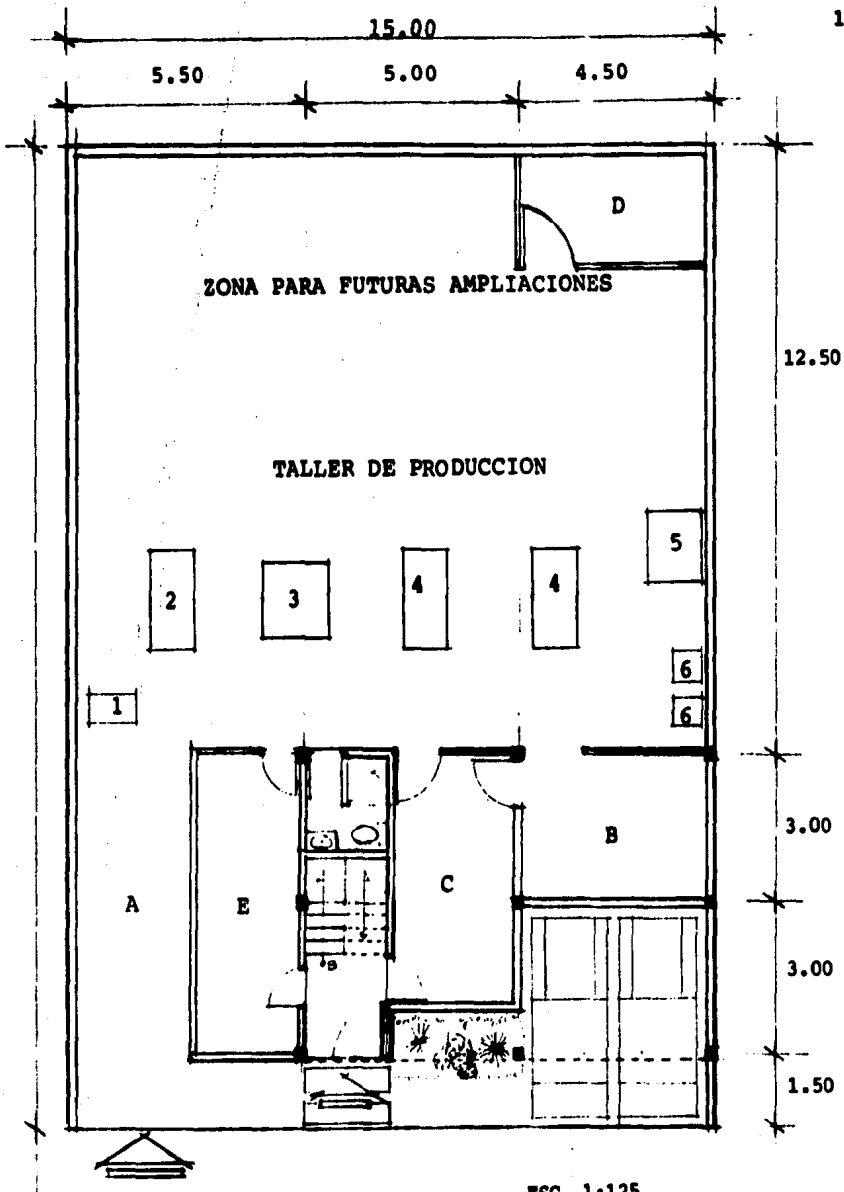 1
15.00
5.50 5.00 4.50
D
ZONA PARA FUTURAS AMPLIACIONES
12.50
TALLER DE PRODUCCION
5
2 3 4 4
6
1 6
B 3.00
A E C
B 3.00
1.50
ESC 1:125